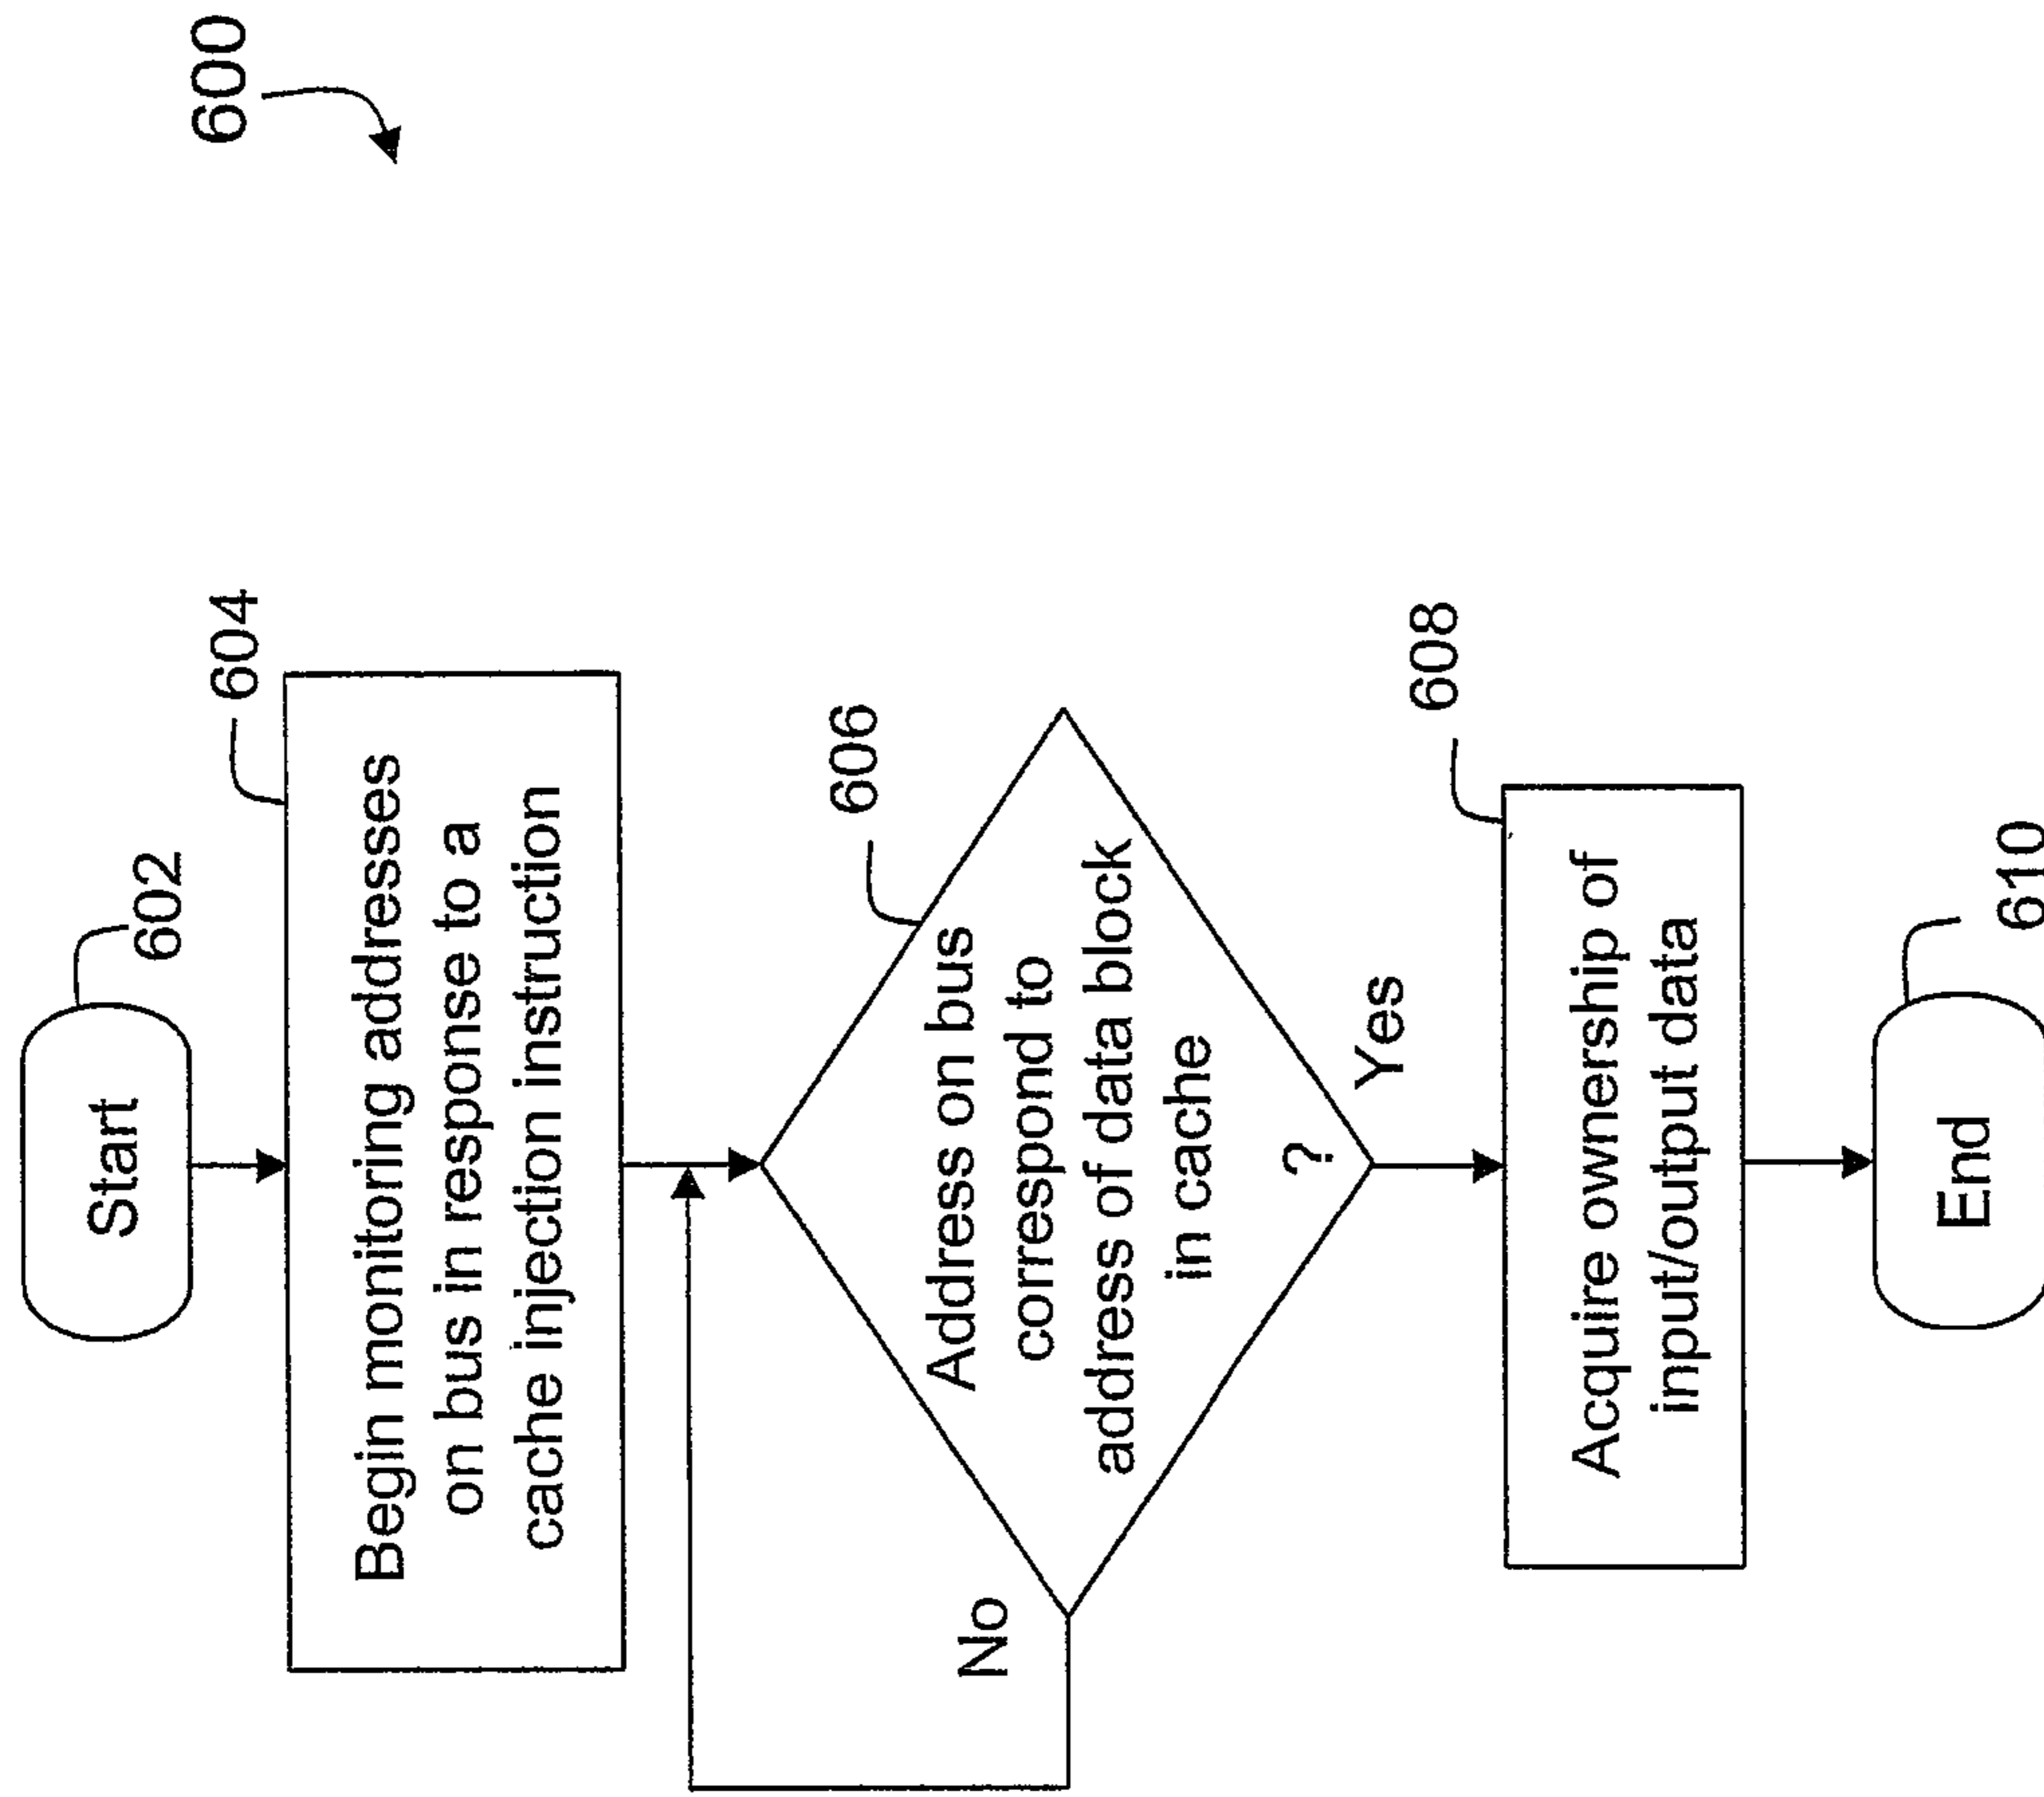 600
Start
602
604
Begin monitoring addresses
on bus in response to a
cache injection instruction
606
Address on bus
correspond to
address of data block
in cache
?
No
Yes
608
Acquire ownership of
input/output data
End
610